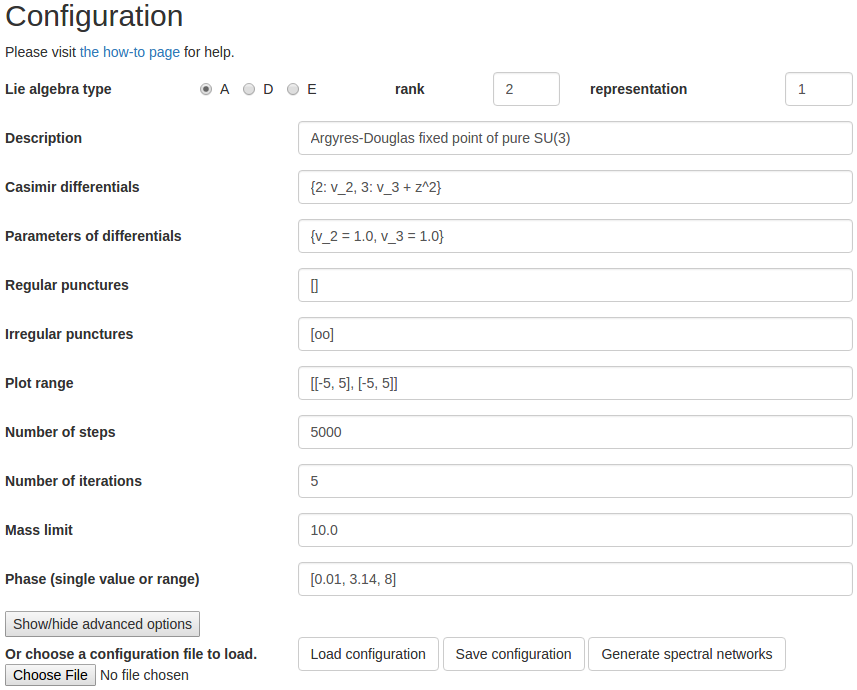 Configuration
Please visit the how-to page for help.
Lie algebra type A D E rank 2 representation 1
Description Argyres-Douglas fixed point of pure SU(3)
Casimir differentials {2: v_2, 3: v_3 + z^2}
Parameters of differentials {v_2 = 1.0, v_3 = 1.0}
Regular punctures []
Irregular punctures [oo]
Plot range [[-5, 5], [-5, 5]]
Number of steps 5000
Number of iterations 5
Mass limit 10.0
Phase (single value or range) [0.01, 3.14, 8]
Show/hide advanced options
Or choose a configuration file to load. Load configuration Save configuration Generate spectral networks
Choose File No file chosen